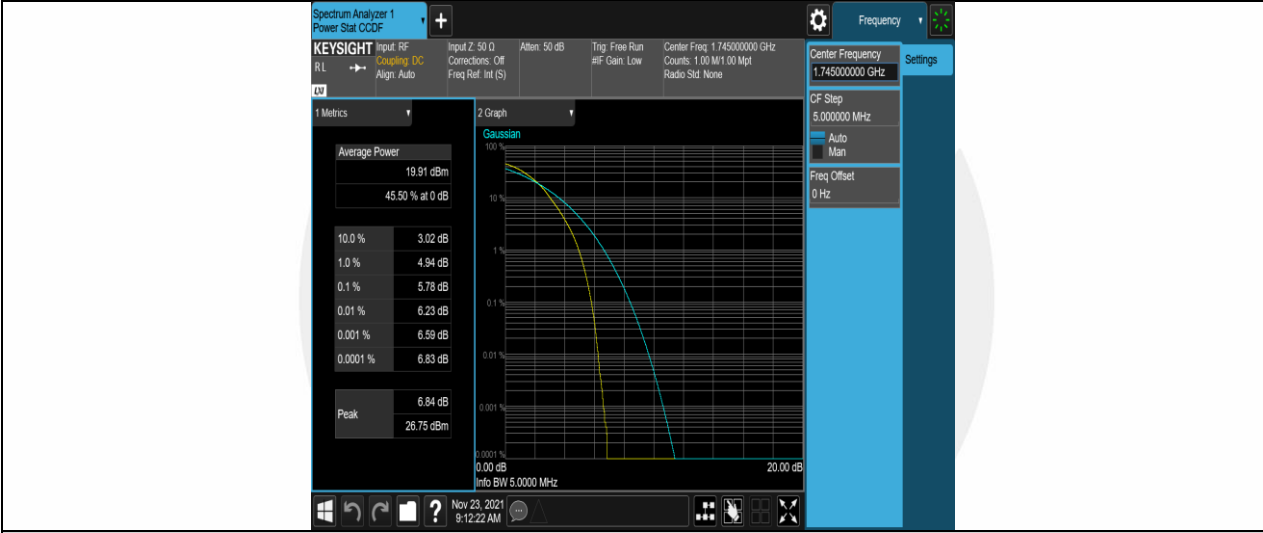 Spectrum Analyzer 1
Power Stat CCDF
+
Frequency
KEYSIGHT
Input: RF
Input Z: 50 Ω
Atten: 50 dB
Trig: Free Run
Center Freq: 1.745000000 GHz
RL
Coupling: DC
Corrections: Off
#IF Gain: Low
Counts: 1.00 M/1.00 Mpt
Align: Auto
Freq Ref: Int (S)
Radio Std: None
LXI
Center Frequency
1.745000000 GHz
Settings
CF Step
5.000000 MHz
Auto
Man
Freq Offset
0 Hz
1 Metrics
Average Power
19.91 dBm
45.50 % at 0 dB
10.0 % 3.02 dB
1.0 % 4.94 dB
0.1 % 5.78 dB
0.01 % 6.23 dB
0.001 % 6.59 dB
0.0001 % 6.83 dB
Peak
6.84 dB
26.75 dBm
2 Graph
Gaussian
100 %
10 %
1 %
0.1 %
0.01 %
0.001 %
0.0001 %
0.00 dB 20.00 dB
Info BW 5.0000 MHz
?
Nov 23, 2021
9:12:22 AM